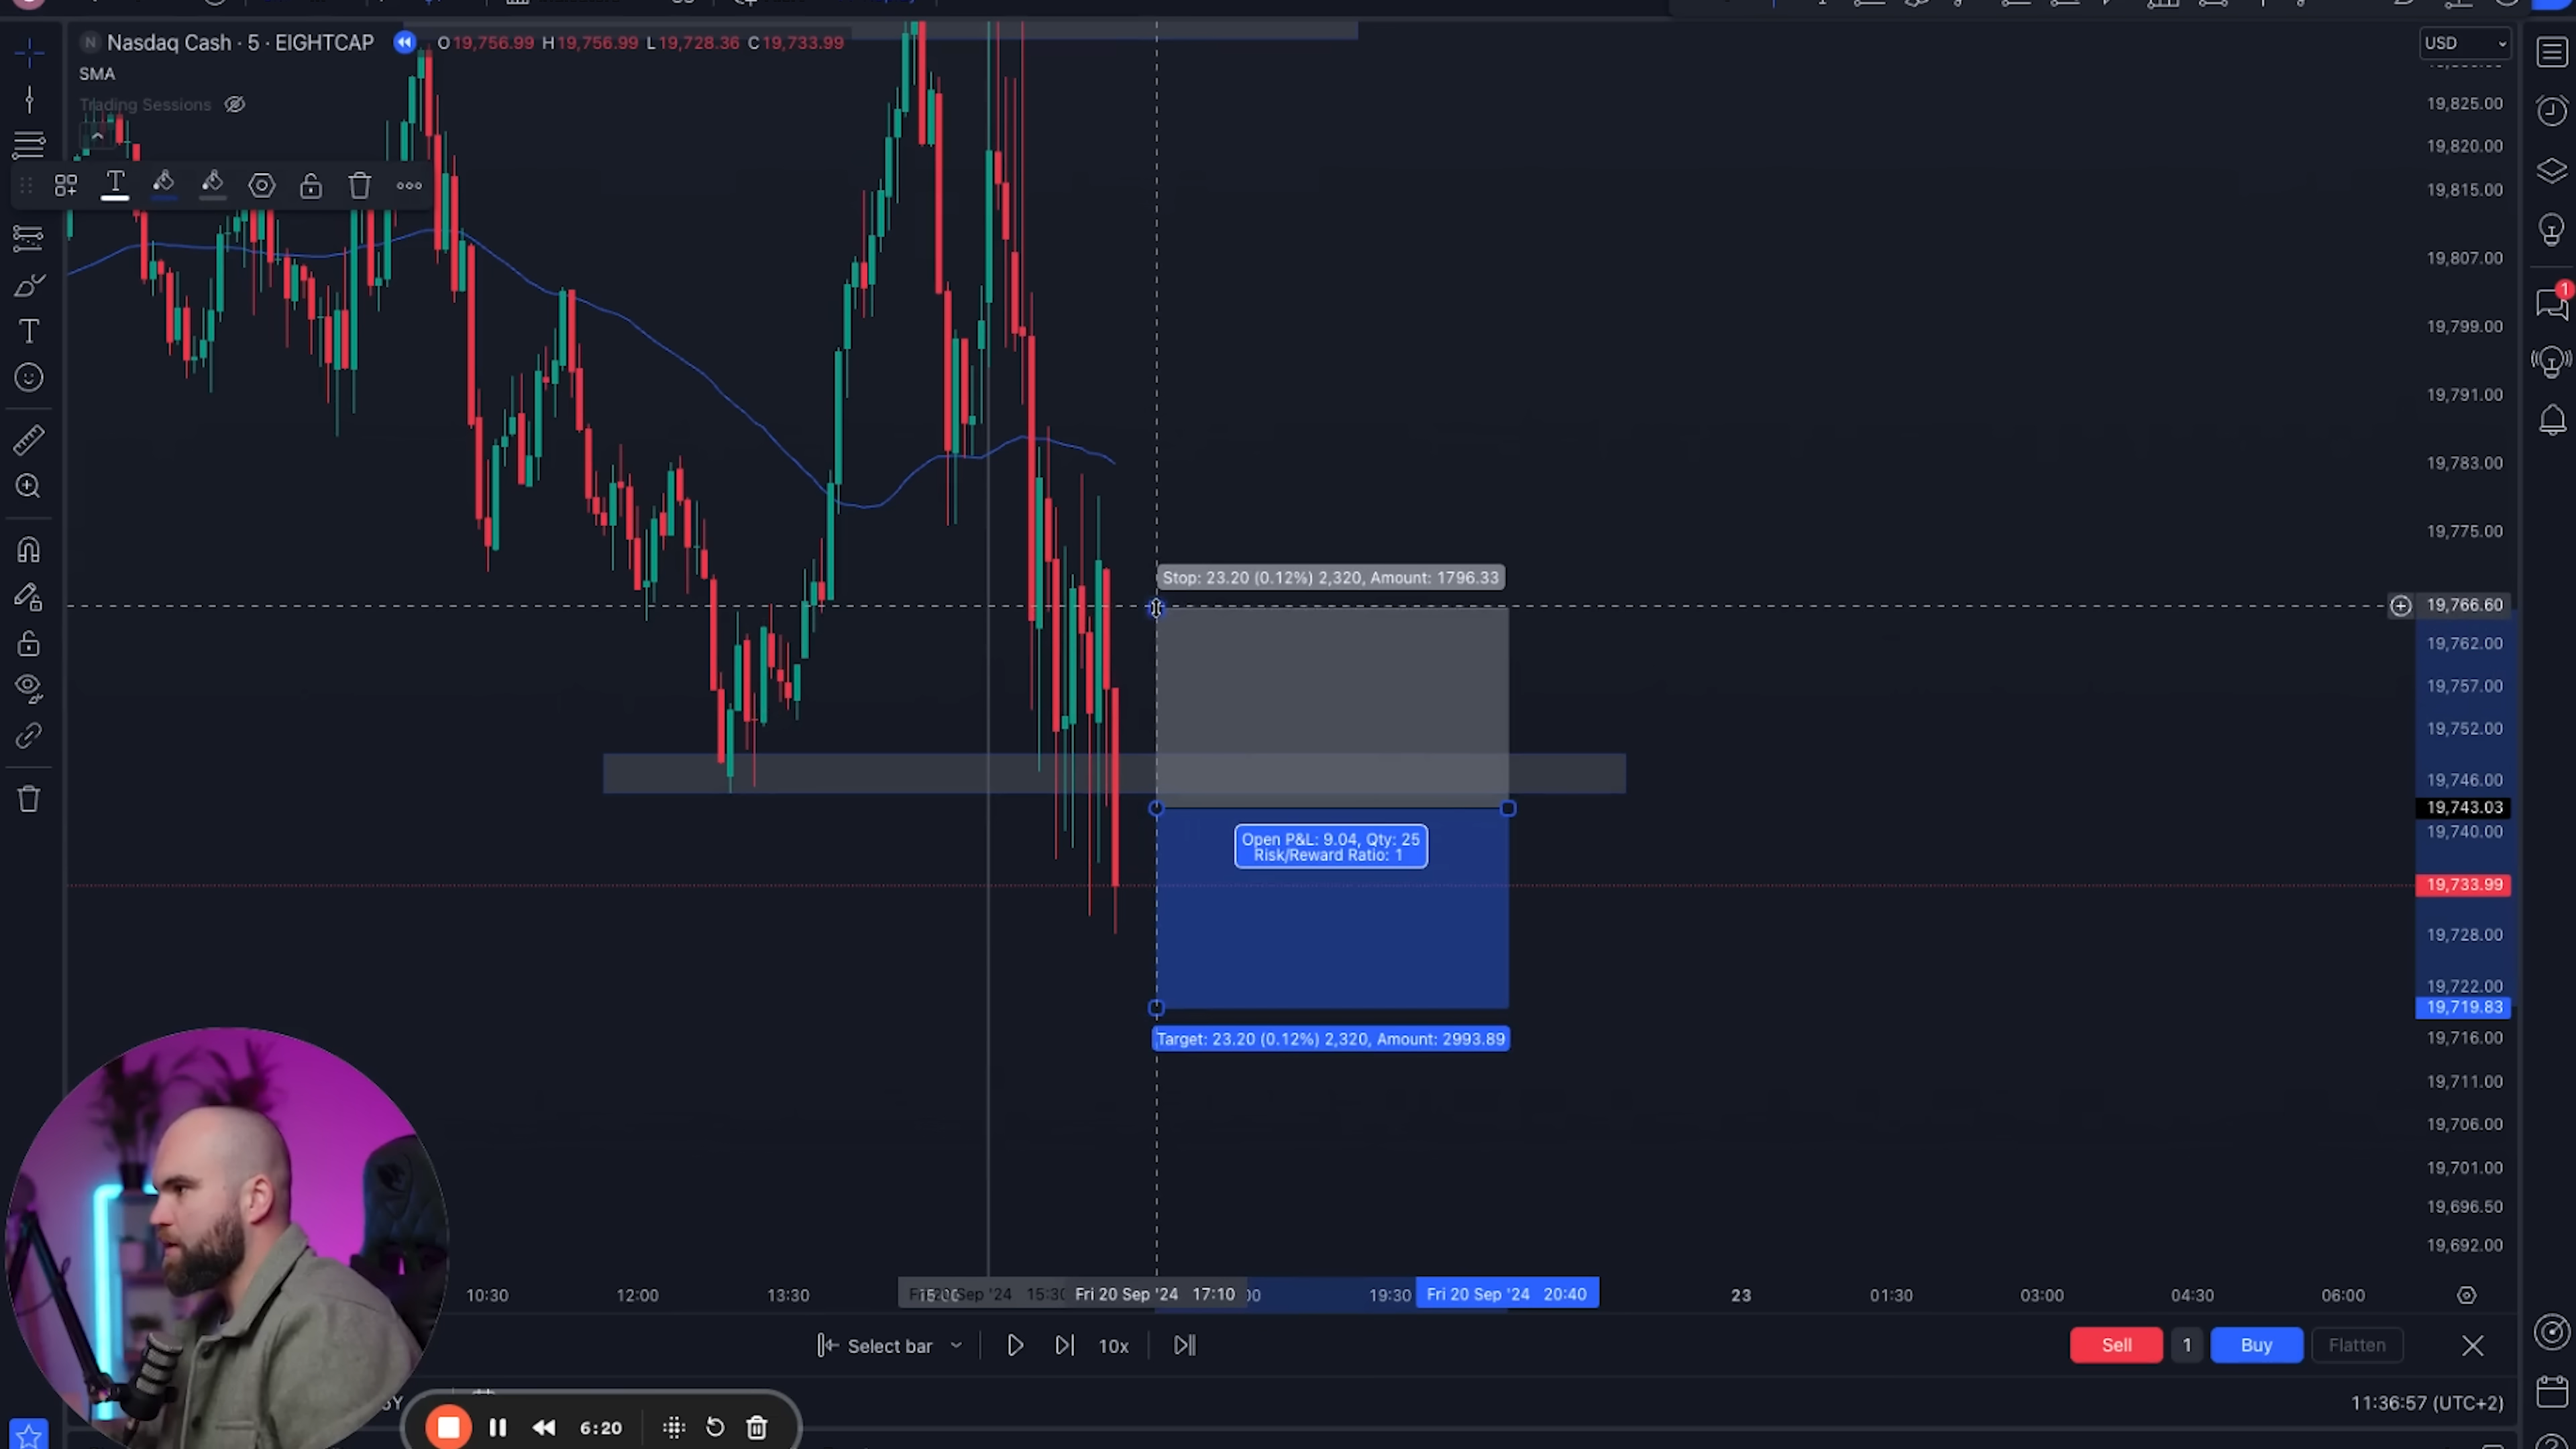 N Nasdaq Cash · 5 · EIGHTCAP O19,756.99 H19,756.99 L19,728.36 C19,733.99
USD
SMA
Trading Sessions
19,825.00
19,820.00
19,815.00
19,807.00
19,799.00
19,791.00
19,783.00
19,775.00
Stop: 23.20 (0.12%) 2,320, Amount: 1796.33
19,766.60
19,762.00
19,757.00
19,752.00
19,746.00
19,743.03
19,740.00
Open P&L: 9.04, Qty: 25
Risk/Reward Ratio: 1
19,733.99
19,728.00
19,722.00
19,719.83
Target: 23.20 (0.12%) 2,320, Amount: 2993.89
19,716.00
19,711.00
19,706.00
19,701.00
19,696.50
19,692.00
10:30 12:00 13:30 Fri 20 Sep '24 17:10 19:30 Fri 20 Sep '24 20:40 23 01:30 03:00 04:30 06:00
Select bar 10x Sell 1 Buy Flatten
11:36:57 (UTC+2)
6:20
1